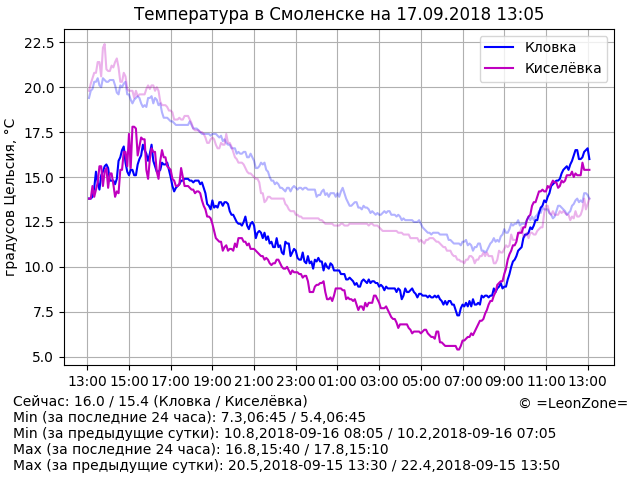 Температура в Смоленске на 17.09.2018 13:05
Кловка
Киселёвка
градусов Цельсия, °C
22.5
20.0
17.5
15.0
12.5
10.0
7.5
5.0
13:00 15:00 17:00 19:00 21:00 23:00 01:00 03:00 05:00 07:00 09:00 11:00 13:00
Сейчас: 16.0 / 15.4 (Кловка / Киселёвка)
© =LeonZone=
Min (за последние 24 часа): 7.3,06:45 / 5.4,06:45
Min (за предыдущие сутки): 10.8,2018-09-16 08:05 / 10.2,2018-09-16 07:05
Max (за последние 24 часа): 16.8,15:40 / 17.8,15:10
Max (за предыдущие сутки): 20.5,2018-09-15 13:30 / 22.4,2018-09-15 13:50